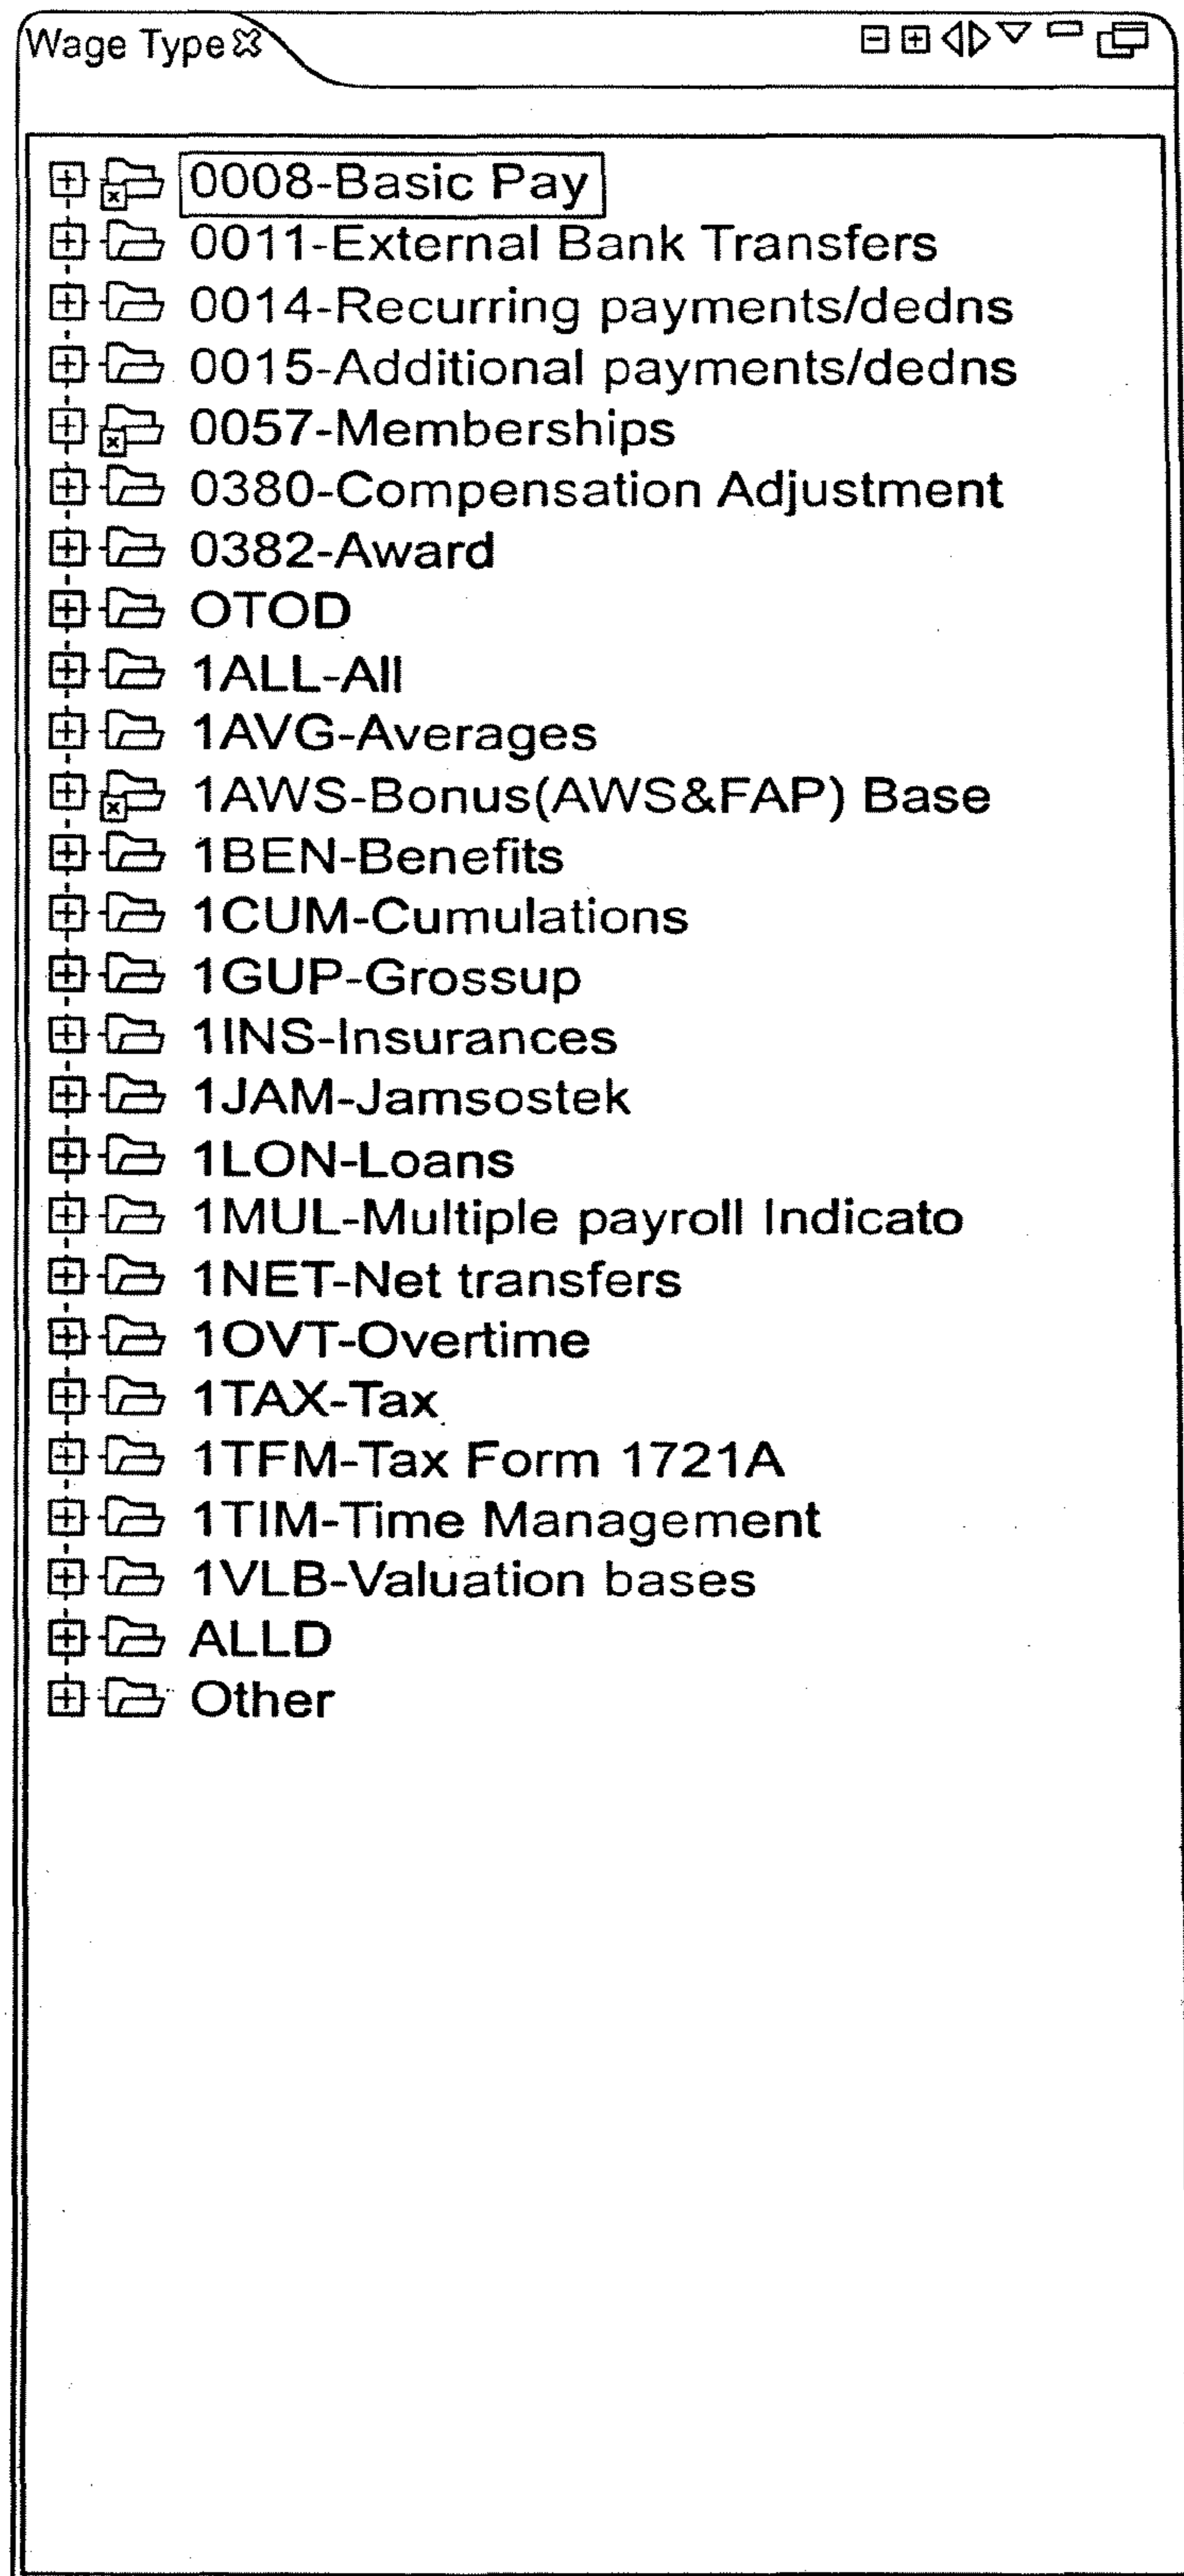 Wage Type
0008-Basic Pay
0011-External Bank Transfers
0014-Recurring payments/dedns
0015-Additional payments/dedns
0057-Memberships
0380-Compensation Adjustment
0382-Award
OTOD
1ALL-All
1AVG-Averages
1AWS-Bonus(AWS&FAP) Base
1BEN-Benefits
1CUM-Cumulations
1GUP-Grossup
1INS-Insurances
1JAM-Jamsostek
1LON-Loans
1MUL-Multiple payroll Indicato
1NET-Net transfers
1OVT-Overtime
1TAX-Tax
1TFM-Tax Form 1721A
1TIM-Time Management
1VLB-Valuation bases
ALLD
Other